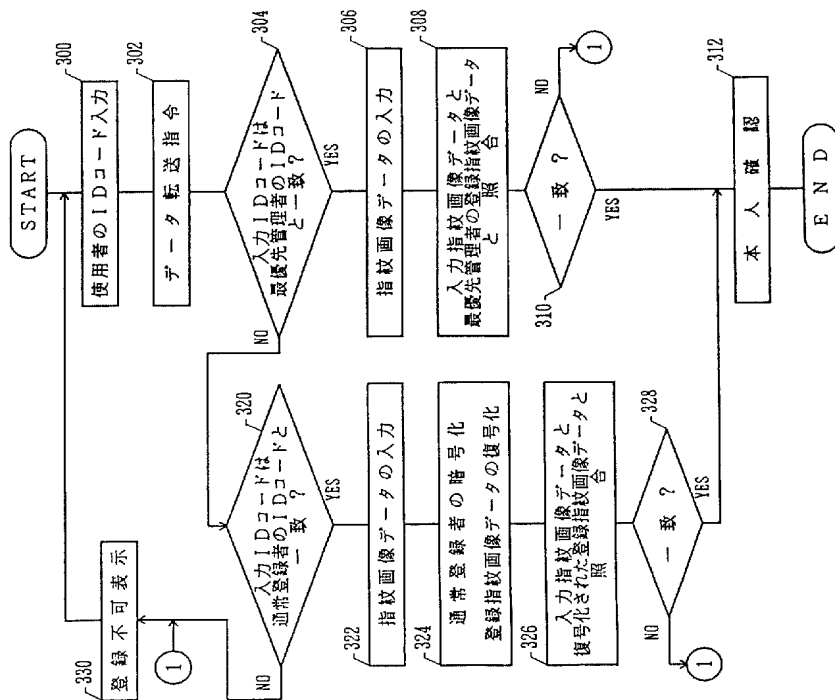 START
300
使用者のIDコード入力
302
データ転送指令
304
入力IDコードは
最優先管理者のIDコード
と一致？
YES
NO
306
指紋画像データの入力
308
入力指紋画像データと
最優先管理者の登録指紋画像データ
と照合
310
一致？
NO
1
YES
312
本人確認
END
320
入力IDコードは
通常登録者のIDコードと
一致？
YES
NO
322
指紋画像データの入力
324
通常登録者の暗号化
登録指紋画像データの復号化
326
入力指紋画像データと
復号化された登録指紋画像データと
照合
328
一致？
YES
NO
1
330
登録不可表示
1